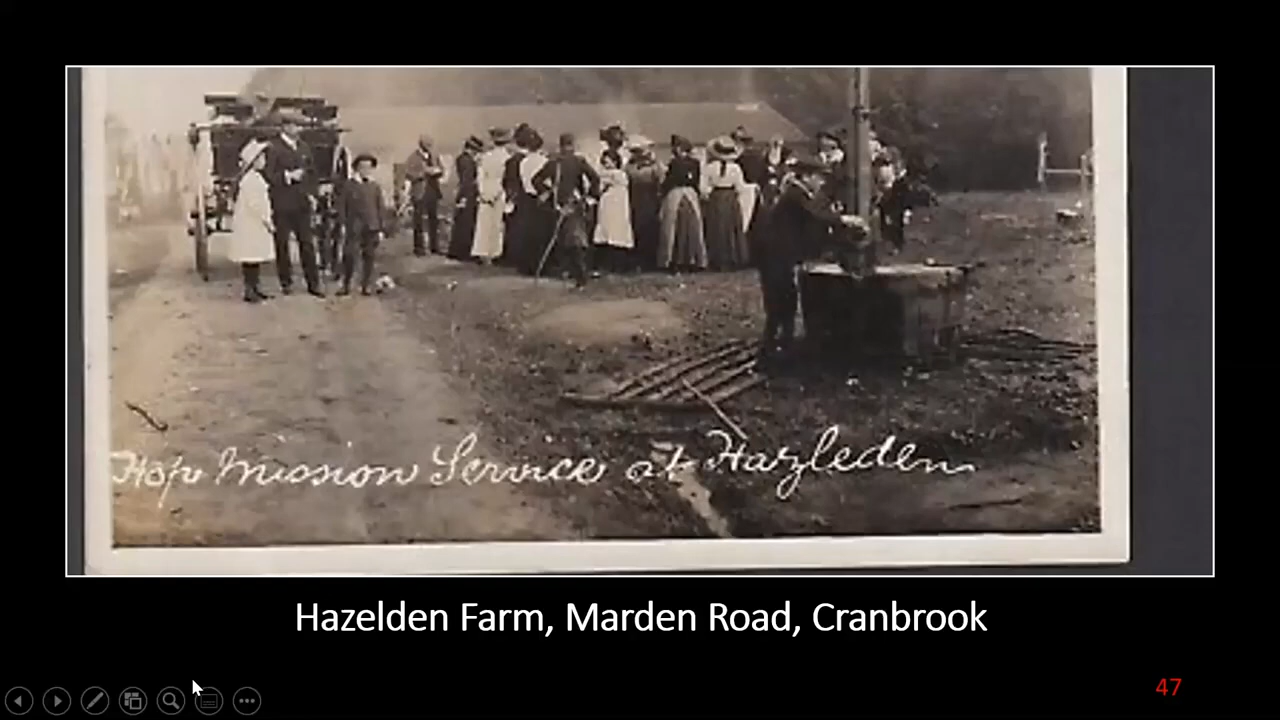 Hop Mission Service at Hazleden.
Hazelden Farm, Marden Road, Cranbrook
47